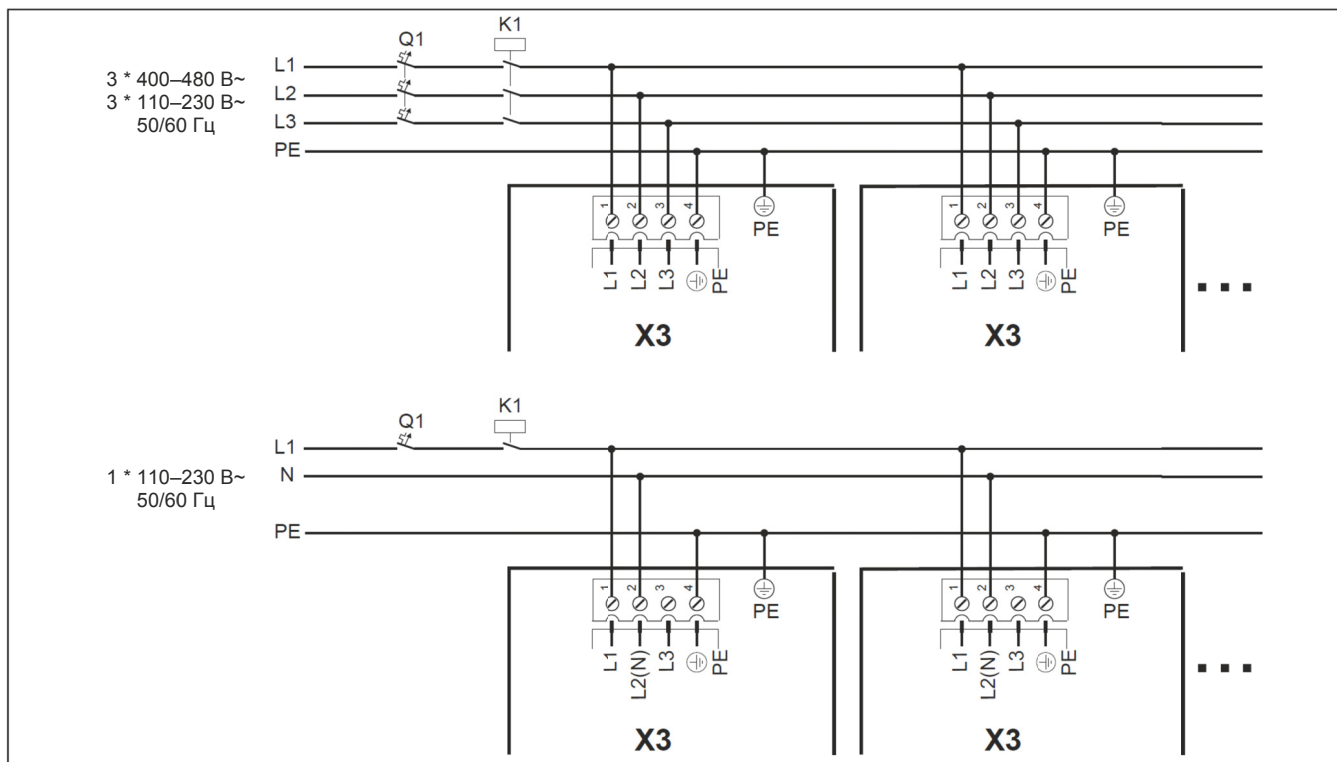 Q1 K1
L1
3 * 400–480 В~
L2
3 * 110–230 В~
L3
50/60 Гц
PE
1 2 3 4 1 2 3 4
PE PE
L1 L2 L3 PE L1 L2 L3 PE
X3 X3
Q1 K1
L1
1 * 110–230 В~
N
50/60 Гц
PE
1 2 3 4 1 2 3 4
PE PE
L1 L2(N) L3 PE L1 L2(N) L3 PE
X3 X3